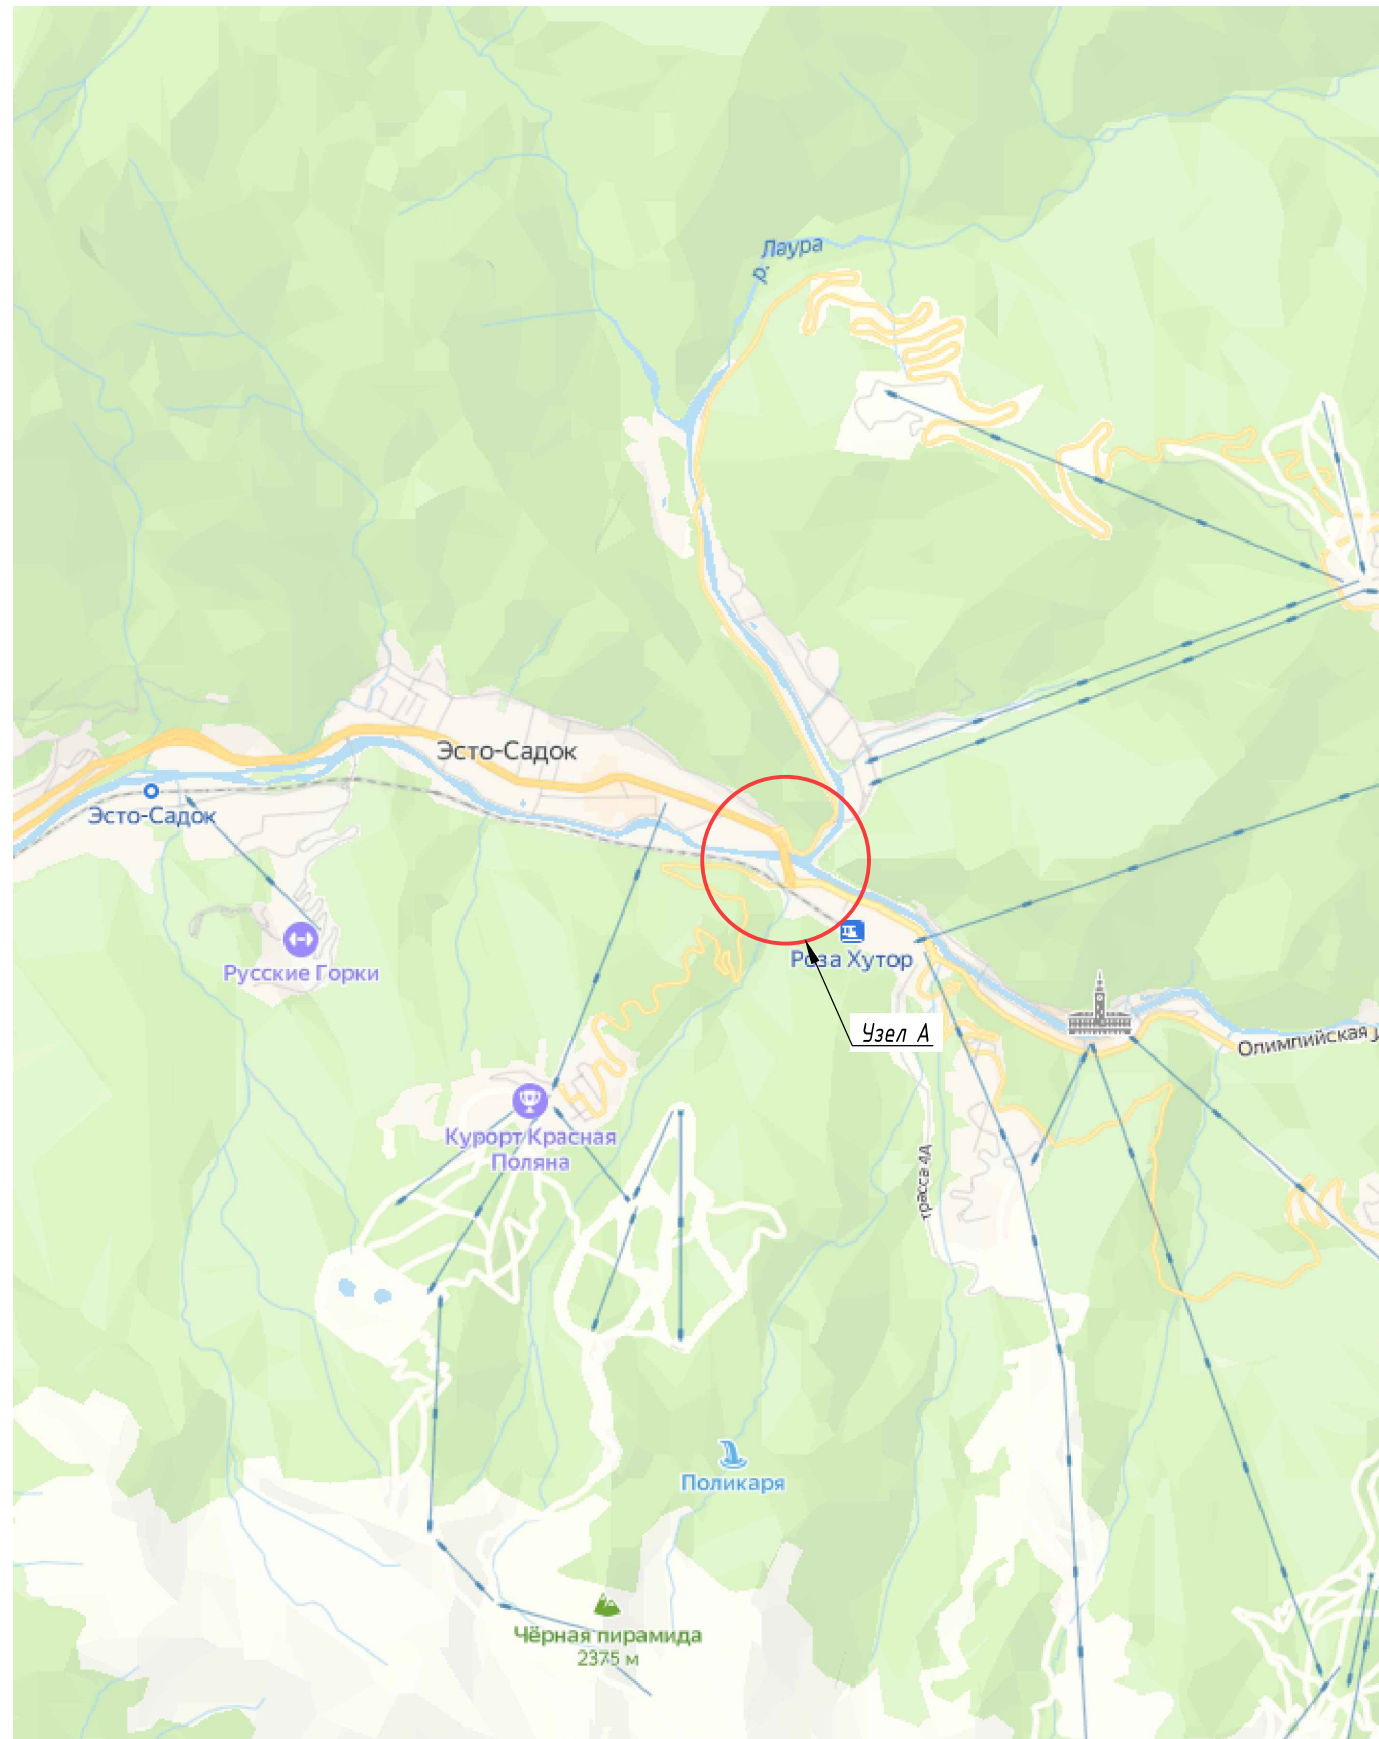 р. Лаура
Эсто-Садок
Эсто-Садок
Русские Горки
Роза Хутор
Узел А
Олимпийская
Курорт Красная
Поляна
трасса 4Д
Поликаря
Чёрная пирамида
2375 м